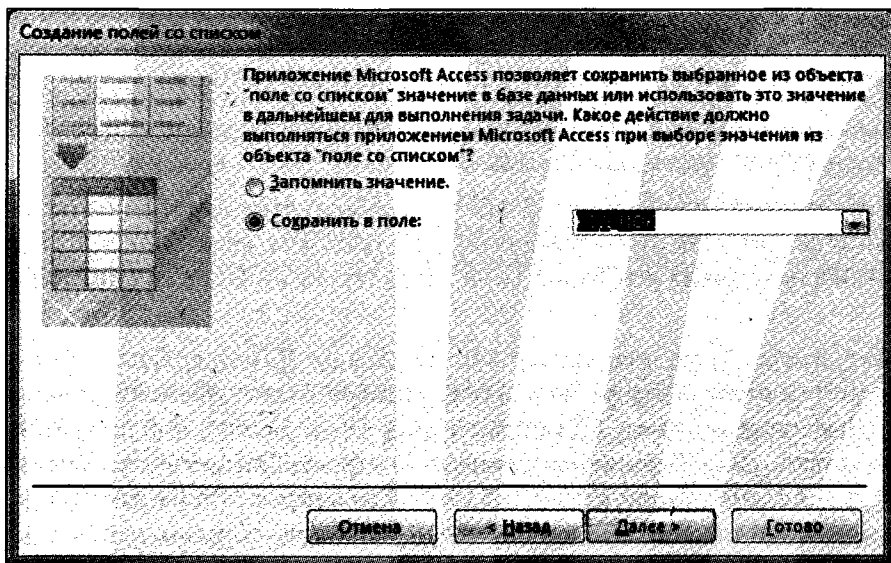 Создание полей со списком
Приложение Microsoft Access позволяет сохранить выбранное из объекта
"поле со списком" значение в базе данных или использовать это значение
в дальнейшем для выполнения задачи. Какое действие должно
выполняться приложением Microsoft Access при выборе значения из
объекта "поле со списком"?
Запомнить значение.
Сохранить в поле:
Отмена
< Назад
Далее >
Готово